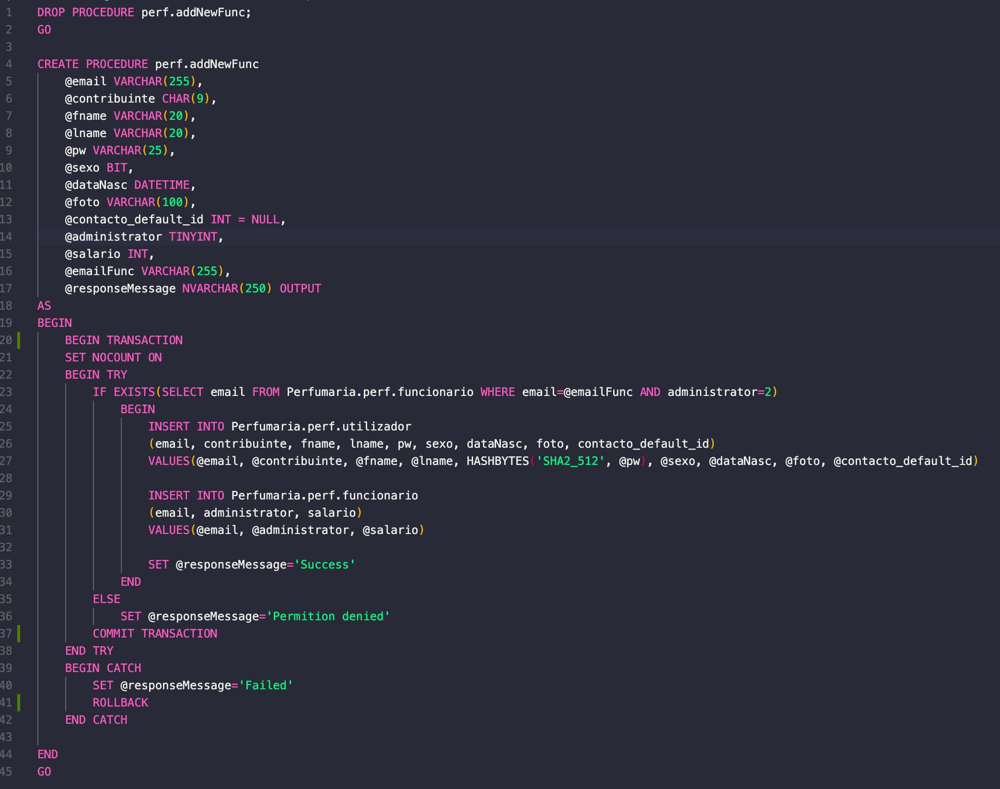 1 DROP PROCEDURE perf.addNewFunc;
2 GO
3
4 CREATE PROCEDURE perf.addNewFunc
5 @email VARCHAR(255),
6 @contribuinte CHAR(9),
7 @fname VARCHAR(20),
8 @lname VARCHAR(20),
9 @pw VARCHAR(25),
10 @sexo BIT,
11 @dataNasc DATETIME,
12 @foto VARCHAR(100),
13 @contacto_default_id INT = NULL,
14 @administrator TINYINT,
15 @salario INT,
16 @emailFunc VARCHAR(255),
17 @responseMessage NVARCHAR(250) OUTPUT
18 AS
19 BEGIN
20 BEGIN TRANSACTION
21 SET NOCOUNT ON
22 BEGIN TRY
23 IF EXISTS(SELECT email FROM Perfumaria.perf.funcionario WHERE email=@emailFunc AND administrator=2)
24 BEGIN
25 INSERT INTO Perfumaria.perf.utilizador
26 (email, contribuinte, fname, lname, pw, sexo, dataNasc, foto, contacto_default_id)
27 VALUES(@email, @contribuinte, @fname, @lname, HASHBYTES('SHA2_512', @pw), @sexo, @dataNasc, @foto, @contacto_default_id)
28
29 INSERT INTO Perfumaria.perf.funcionario
30 (email, administrator, salario)
31 VALUES(@email, @administrator, @salario)
32
33 SET @responseMessage='Success'
34 END
35 ELSE
36 SET @responseMessage='Permition denied'
37 COMMIT TRANSACTION
38 END TRY
39 BEGIN CATCH
40 SET @responseMessage='Failed'
41 ROLLBACK
42 END CATCH
43
44 END
45 GO